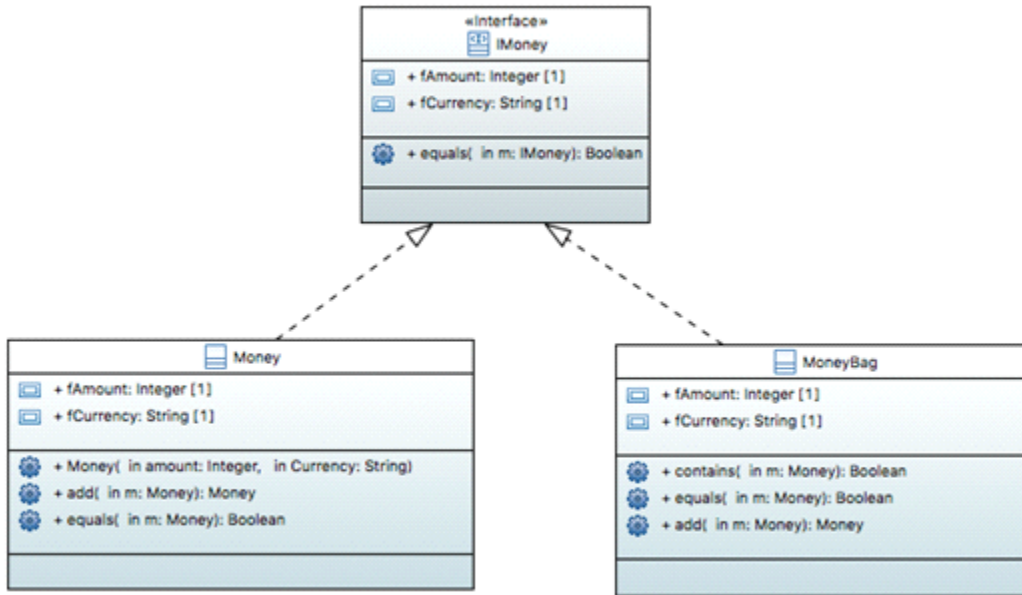 «Interface»
IMoney
+ fAmount: Integer [1]
+ fCurrency: String [1]
+ equals( in m: IMoney): Boolean
Money
+ fAmount: Integer [1]
+ fCurrency: String [1]
+ Money( in amount: Integer, in Currency: String)
+ add( in m: Money): Money
+ equals( in m: Money): Boolean
MoneyBag
+ fAmount: Integer [1]
+ fCurrency: String [1]
+ contains( in m: Money): Boolean
+ equals( in m: Money): Boolean
+ add( in m: Money): Money